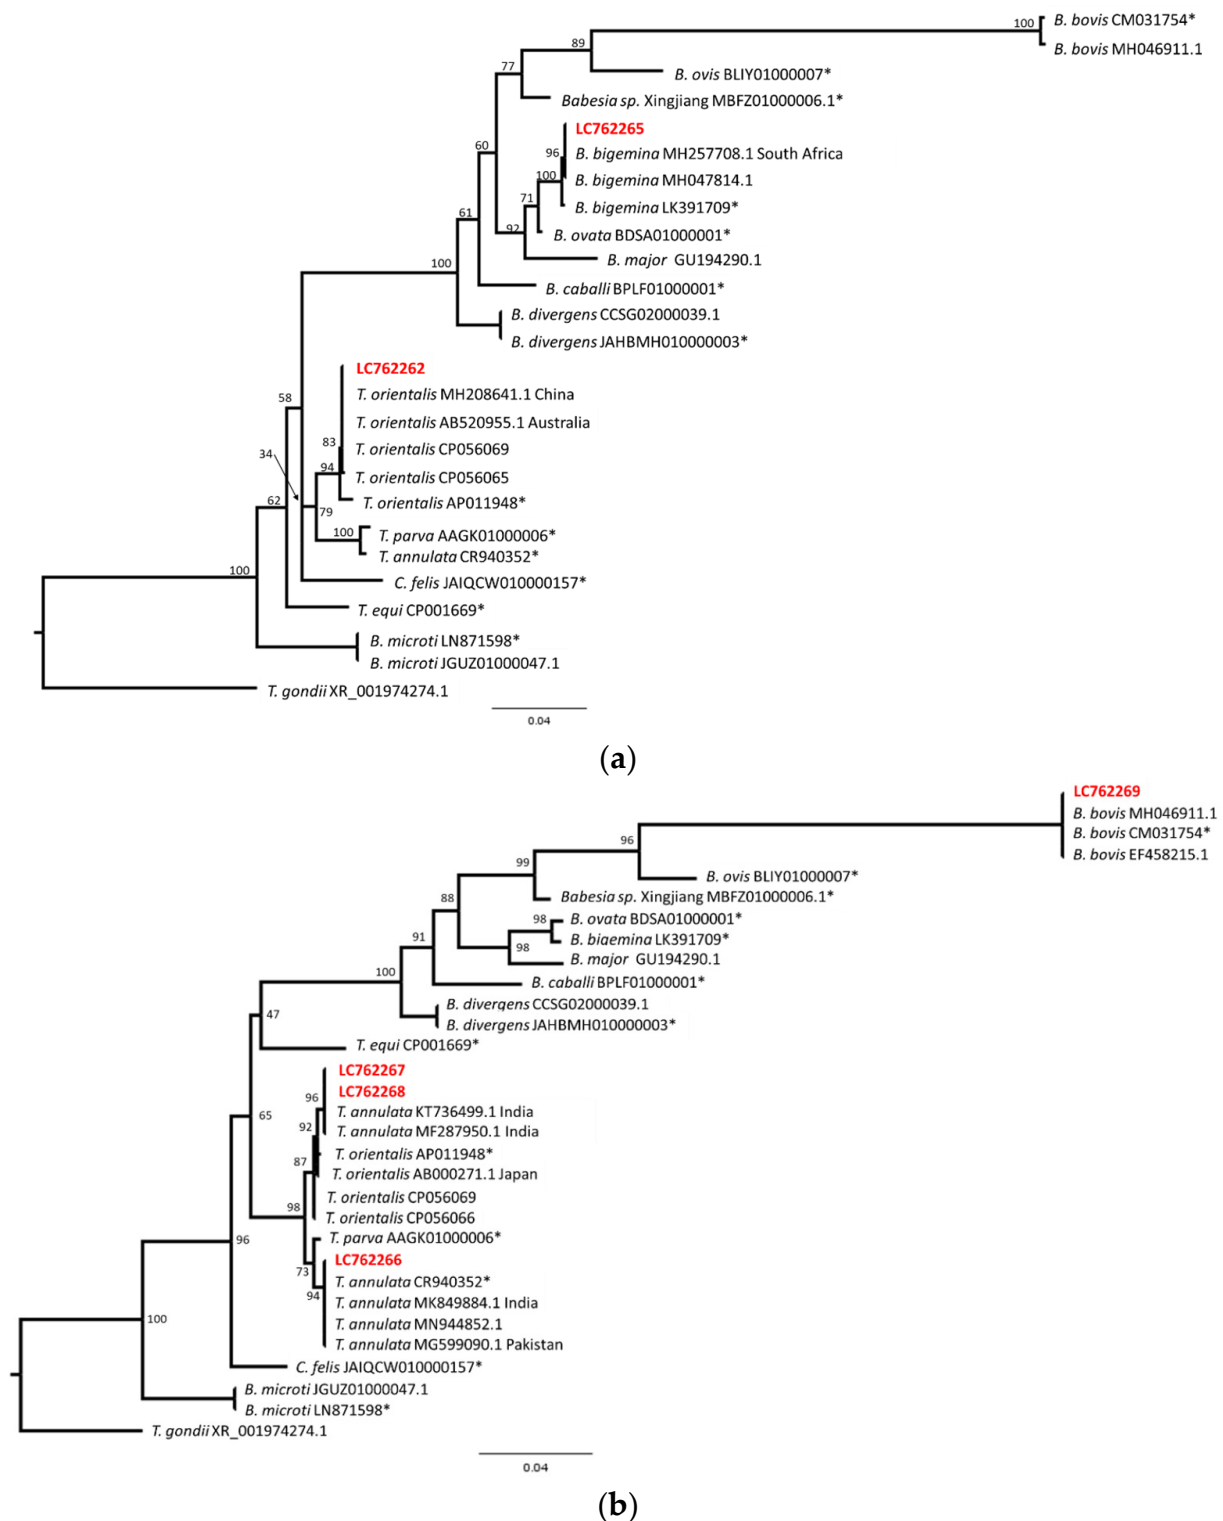 100
B. bovis CM031754*
89
B. bovis MH046911.1
77
B. ovis BLIY01000007*
Babesia sp. Xingjiang MBFZ01000006.1*
LC762265
60
96
B. bigemina MH257708.1 South Africa
100
B. bigemina MH047814.1
71
B. bigemina LK391709*
61
92
B. ovata BDSA01000001*
B. major GU194290.1
100
B. caballi BPLF01000001*
B. divergens CCSG02000039.1
B. divergens JAHBMH010000003*
LC762262
58
T. orientalis MH208641.1 China
T. orientalis AB520955.1 Australia
83
T. orientalis CP056069
34
94
T. orientalis CP056065
62
T. orientalis AP011948*
79
100
T. parva AAGK01000006*
T. annulata CR940352*
100
C. felis JAIQCW010000157*
T. equi CP001669*
B. microti LN871598*
B. microti JGUZ01000047.1
T. gondii XR_001974274.1
0.04
(a)
LC762269
B. bovis MH046911.1
B. bovis CM031754*
96
B. bovis EF458215.1
99
B. ovis BLIY01000007*
88
Babesia sp. Xingjiang MBFZ01000006.1*
98
B. ovata BDSA01000001*
91
98
B. bigemina LK391709*
B. major GU194290.1
100
B. caballi BPLF01000001*
B. divergens CCSG02000039.1
47
B. divergens JAHBMH010000003*
T. equi CP001669*
LC762267
LC762268
96
T. annulata KT736499.1 India
65
92
T. annulata MF287950.1 India
T. orientalis AP011948*
87
T. orientalis AB000271.1 Japan
T. orientalis CP056069
98
T. orientalis CP056066
96
T. parva AAGK01000006*
LC762266
73
T. annulata CR940352*
94
T. annulata MK849884.1 India
100
T. annulata MN944852.1
T. annulata MG599090.1 Pakistan
C. felis JAIQCW010000157*
B. microti JGUZ01000047.1
B. microti LN871598*
T. gondii XR_001974274.1
0.04
(b)